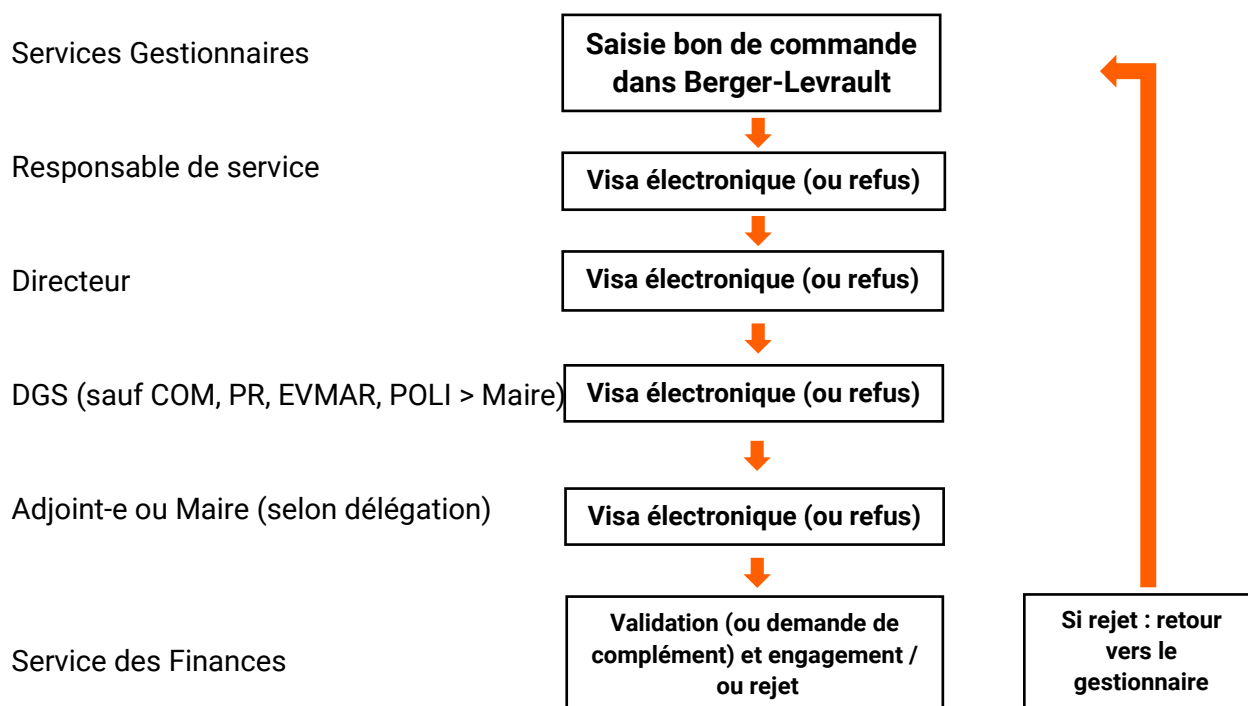 Services Gestionnaires
Saisie bon de commande
dans Berger-Levrault
Responsable de service
Visa électronique (ou refus)
Directeur
Visa électronique (ou refus)
DGS (sauf COM, PR, EVMAR, POLI > Maire)
Visa électronique (ou refus)
Adjoint-e ou Maire (selon délégation)
Visa électronique (ou refus)
Service des Finances
Validation (ou demande de
complément) et engagement /
ou rejet
Si rejet : retour
vers le
gestionnaire